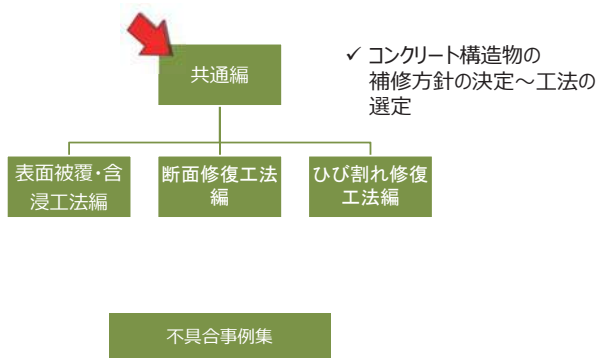 共通編
✓ コンクリート構造物の
補修方針の決定～工法の
選定
表面被覆・含
浸工法編
断面修復工法
編
ひび割れ修復
工法編
不具合事例集